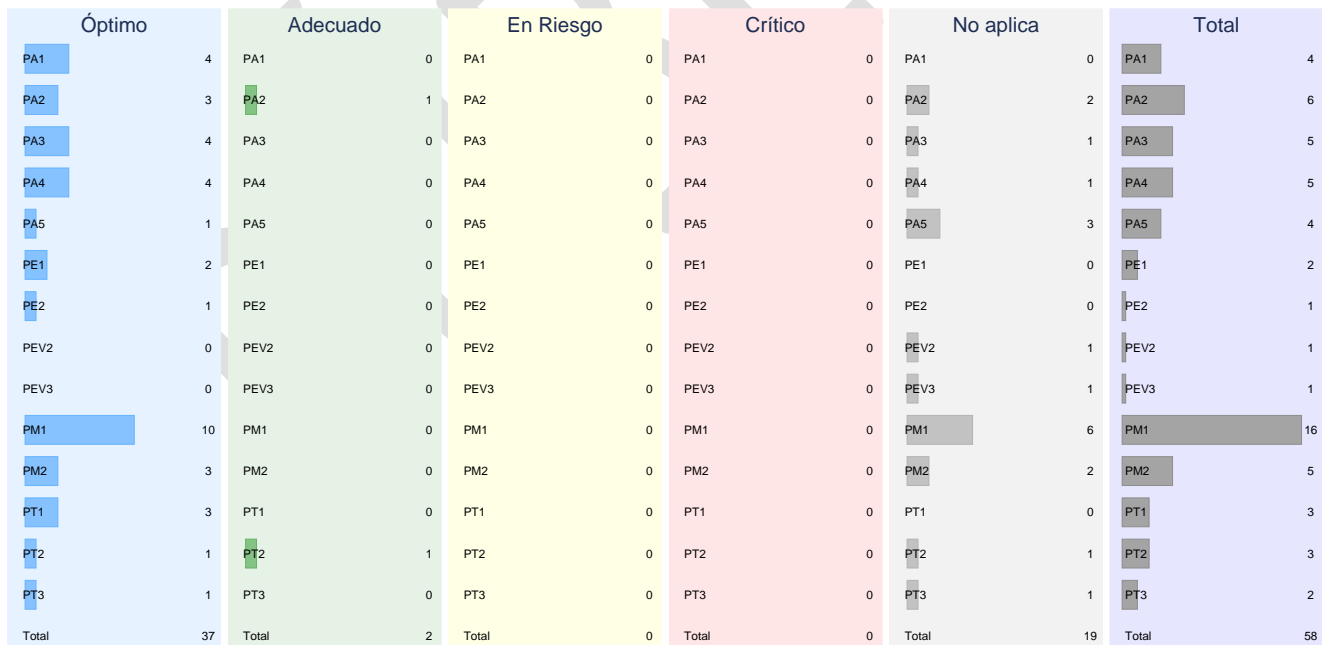 Óptimo Adecuado En Riesgo Crítico No aplica Total
PA1 4 PA1 0 PA1 0 PA1 0 PA1 0 PA1 4
PA2 3 PA2 1 PA2 0 PA2 0 PA2 2 PA2 6
PA3 4 PA3 0 PA3 0 PA3 0 PA3 1 PA3 5
PA4 4 PA4 0 PA4 0 PA4 0 PA4 1 PA4 5
PA5 1 PA5 0 PA5 0 PA5 0 PA5 3 PA5 4
PE1 2 PE1 0 PE1 0 PE1 0 PE1 0 PE1 2
PE2 1 PE2 0 PE2 0 PE2 0 PE2 0 PE2 1
PEV2 0 PEV2 0 PEV2 0 PEV2 0 PEV2 1 PEV2 1
PEV3 0 PEV3 0 PEV3 0 PEV3 0 PEV3 1 PEV3 1
PM1 10 PM1 0 PM1 0 PM1 0 PM1 6 PM1 16
PM2 3 PM2 0 PM2 0 PM2 0 PM2 2 PM2 5
PT1 3 PT1 0 PT1 0 PT1 0 PT1 0 PT1 3
PT2 1 PT2 1 PT2 0 PT2 0 PT2 1 PT2 3
PT3 1 PT3 0 PT3 0 PT3 0 PT3 1 PT3 2
Total 37 Total 2 Total 0 Total 0 Total 19 Total 58